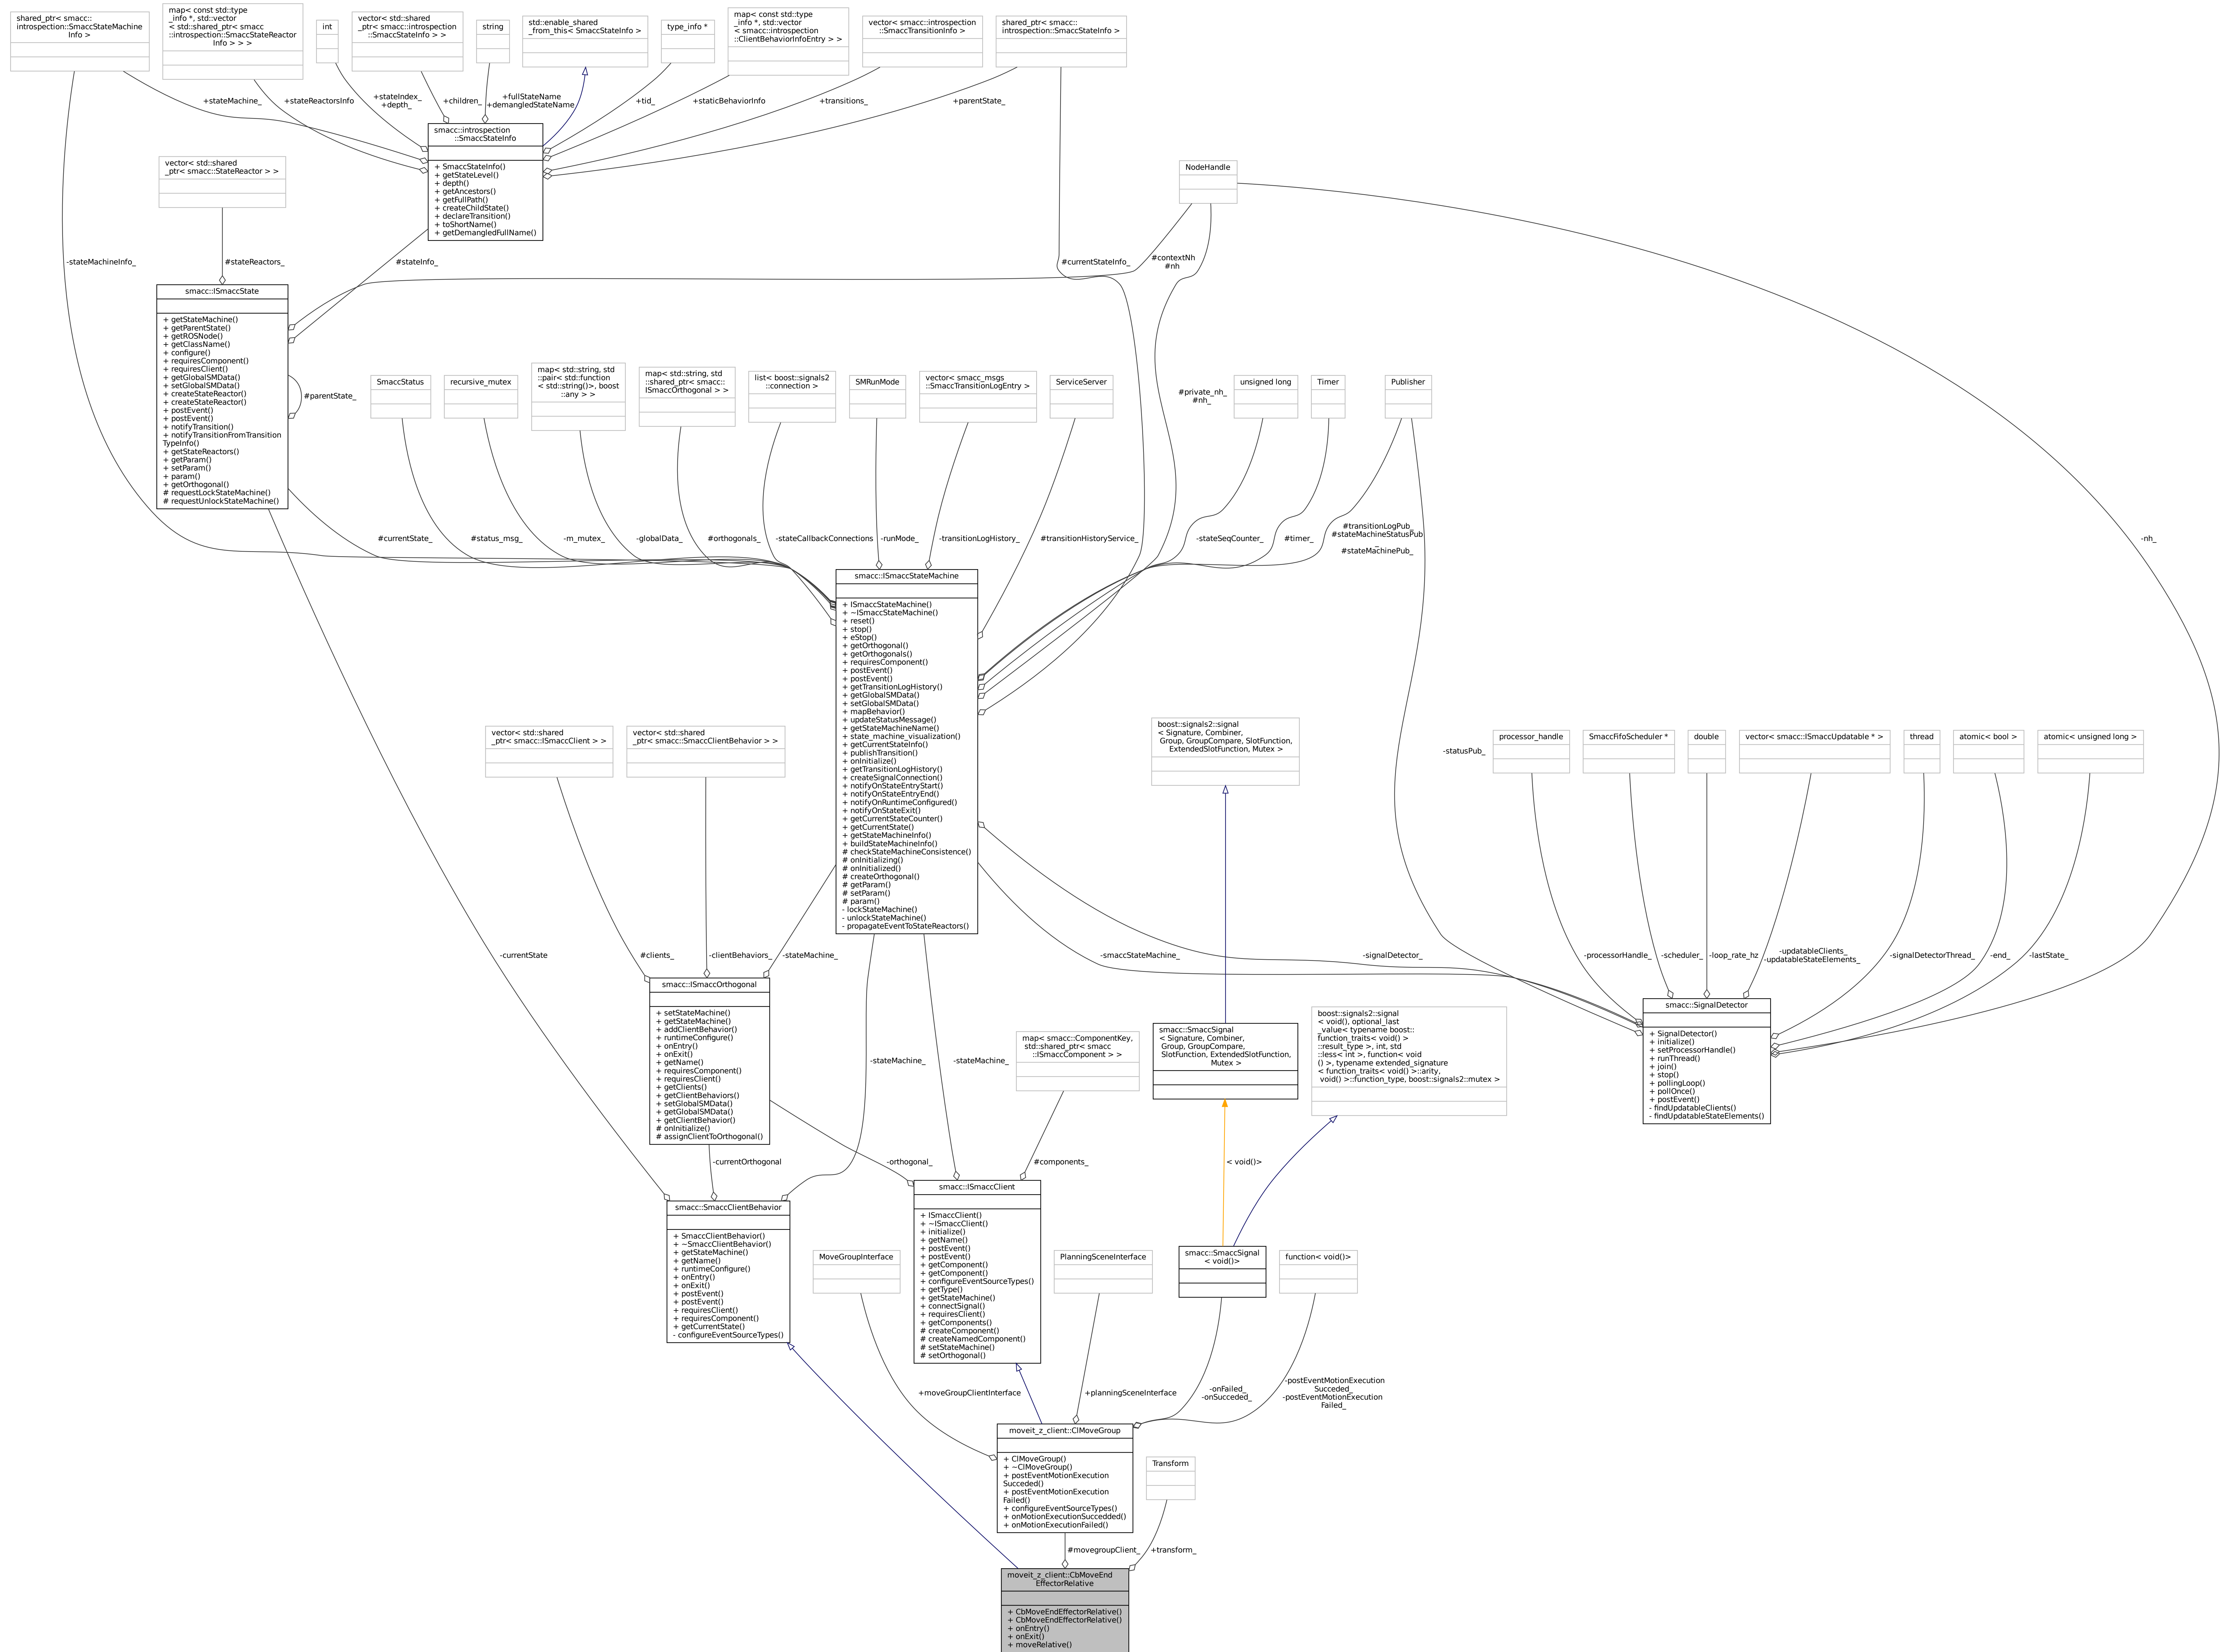 shared_ptr< smacc::
introspection::SmaccStateMachine
Info >
map< const std::type
_info *, std::vector
< std::shared_ptr< smacc
::introspection::SmaccStateReactor
Info > > >
int
vector< std::shared
_ptr< smacc::introspection
::SmaccStateInfo > >
string
std::enable_shared
_from_this< SmaccStateInfo >
type_info *
map< const std::type
_info *, std::vector
< smacc::introspection
::ClientBehaviorInfoEntry > >
vector< smacc::introspection
::SmaccTransitionInfo >
shared_ptr< smacc::
introspection::SmaccStateInfo >
+stateMachine_
+stateReactorsInfo
+stateIndex_
+depth_
+children_
+fullStateName
+demangledStateName
+tid_
+staticBehaviorInfo
+transitions_
+parentState_
smacc::introspection
::SmaccStateInfo
+ SmaccStateInfo()
+ getStateLevel()
+ depth()
+ getAncestors()
+ getFullPath()
+ createChildState()
+ declareTransition()
+ toShortName()
+ getDemangledFullName()
vector< std::shared
_ptr< smacc::StateReactor > >
NodeHandle
-stateMachineInfo_
#stateReactors_
#stateInfo_
#currentStateInfo_
#contextNh
#nh
smacc::ISmaccState
+ getStateMachine()
+ getParentState()
+ getROSNode()
+ getClassName()
+ configure()
+ requiresComponent()
+ requiresClient()
+ getGlobalSMData()
+ setGlobalSMData()
+ createStateReactor()
+ createStateReactor()
+ postEvent()
+ postEvent()
+ notifyTransition()
+ notifyTransitionFromTransition
TypeInfo()
+ getStateReactors()
+ getParam()
+ setParam()
+ param()
+ getOrthogonal()
# requestLockStateMachine()
# requestUnlockStateMachine()
#parentState_
SmaccStatus
recursive_mutex
map< std::string, std
::pair< std::function
< std::string()>, boost
::any > >
map< std::string, std
::shared_ptr< smacc::
ISmaccOrthogonal > >
list< boost::signals2
::connection >
SMRunMode
vector< smacc_msgs
::SmaccTransitionLogEntry >
ServiceServer
#private_nh_
#nh_
unsigned long
Timer
Publisher
#currentState_
#status_msg_
-m_mutex_
-globalData_
#orthogonals_
-stateCallbackConnections
-runMode_
-transitionLogHistory_
#transitionHistoryService_
-stateSeqCounter_
#timer_
#transitionLogPub_
#stateMachineStatusPub
_
#stateMachinePub_
-nh_
smacc::ISmaccStateMachine
+ ISmaccStateMachine()
+ ~ISmaccStateMachine()
+ reset()
+ stop()
+ eStop()
+ getOrthogonal()
+ getOrthogonals()
+ requiresComponent()
+ postEvent()
+ postEvent()
+ getTransitionLogHistory()
+ getGlobalSMData()
+ setGlobalSMData()
+ mapBehavior()
+ updateStatusMessage()
+ getStateMachineName()
+ state_machine_visualization()
+ getCurrentStateInfo()
+ publishTransition()
+ onInitialize()
+ getTransitionLogHistory()
+ createSignalConnection()
+ notifyOnStateEntryStart()
+ notifyOnStateEntryEnd()
+ notifyOnRuntimeConfigured()
+ notifyOnStateExit()
+ getCurrentStateCounter()
+ getCurrentState()
+ getStateMachineInfo()
+ buildStateMachineInfo()
# checkStateMachineConsistence()
# onInitializing()
# onInitialized()
# createOrthogonal()
# getParam()
# setParam()
# param()
- lockStateMachine()
- unlockStateMachine()
- propagateEventToStateReactors()
vector< std::shared
_ptr< smacc::ISmaccClient > >
vector< std::shared
_ptr< smacc::SmaccClientBehavior > >
boost::signals2::signal
< Signature, Combiner,
Group, GroupCompare, SlotFunction,
ExtendedSlotFunction, Mutex >
-statusPub_
processor_handle
SmaccFifoScheduler *
double
vector< smacc::ISmaccUpdatable * >
thread
atomic< bool >
atomic< unsigned long >
-currentState
#clients_
-clientBehaviors_
-stateMachine_
-smaccStateMachine_
-signalDetector_
-processorHandle_
-scheduler_
-loop_rate_hz
-updatableClients_
-updatableStateElements_
-signalDetectorThread_
-end_
-lastState_
smacc::ISmaccOrthogonal
+ setStateMachine()
+ getStateMachine()
+ addClientBehavior()
+ runtimeConfigure()
+ onEntry()
+ onExit()
+ getName()
+ requiresComponent()
+ requiresClient()
+ getClients()
+ getClientBehaviors()
+ setGlobalSMData()
+ getGlobalSMData()
+ getClientBehavior()
# onInitialize()
# assignClientToOrthogonal()
-stateMachine_
-stateMachine_
map< smacc::ComponentKey,
std::shared_ptr< smacc
::ISmaccComponent > >
smacc::SmaccSignal
< Signature, Combiner,
Group, GroupCompare,
SlotFunction, ExtendedSlotFunction,
Mutex >
boost::signals2::signal
< void(), optional_last
_value< typename boost::
function_traits< void() >
::result_type >, int, std
::less< int >, function< void
() >, typename extended_signature
< function_traits< void() >::arity,
void() >::function_type, boost::signals2::mutex >
smacc::SignalDetector
+ SignalDetector()
+ initialize()
+ setProcessorHandle()
+ runThread()
+ join()
+ stop()
+ pollingLoop()
+ pollOnce()
+ postEvent()
- findUpdatableClients()
- findUpdatableStateElements()
-currentOrthogonal
-orthogonal_
#components_
< void()>
smacc::SmaccClientBehavior
+ SmaccClientBehavior()
+ ~SmaccClientBehavior()
+ getStateMachine()
+ getName()
+ runtimeConfigure()
+ onEntry()
+ onExit()
+ postEvent()
+ postEvent()
+ requiresClient()
+ requiresComponent()
+ getCurrentState()
- configureEventSourceTypes()
MoveGroupInterface
smacc::ISmaccClient
+ ISmaccClient()
+ ~ISmaccClient()
+ initialize()
+ getName()
+ postEvent()
+ postEvent()
+ getComponent()
+ getComponent()
+ configureEventSourceTypes()
+ getType()
+ getStateMachine()
+ connectSignal()
+ requiresClient()
+ getComponents()
# createComponent()
# createNamedComponent()
# setStateMachine()
# setOrthogonal()
PlanningSceneInterface
smacc::SmaccSignal
< void()>
function< void()>
+moveGroupClientInterface
+planningSceneInterface
-onFailed_
-onSucceded_
-postEventMotionExecution
Succeded_
-postEventMotionExecution
Failed_
moveit_z_client::ClMoveGroup
+ ClMoveGroup()
+ ~ClMoveGroup()
+ postEventMotionExecution
Succeded()
+ postEventMotionExecution
Failed()
+ configureEventSourceTypes()
+ onMotionExecutionSuccedded()
+ onMotionExecutionFailed()
Transform
#movegroupClient_
+transform_
moveit_z_client::CbMoveEnd
EffectorRelative
+ CbMoveEndEffectorRelative()
+ CbMoveEndEffectorRelative()
+ onEntry()
+ onExit()
+ moveRelative()